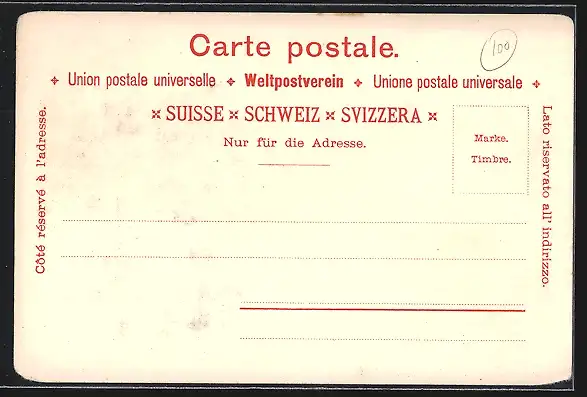 Carte postale.
100
✤ Union postale universelle ✤ Weltpostverein ✤ Unione postale universale ✤
✕ SUISSE ✕ SCHWEIZ ✕ SVIZZERA ✕
Nur für die Adresse.
Marke.
Timbre.
Côté réservé à l'adresse.
Lato riservato all' indirizzo.